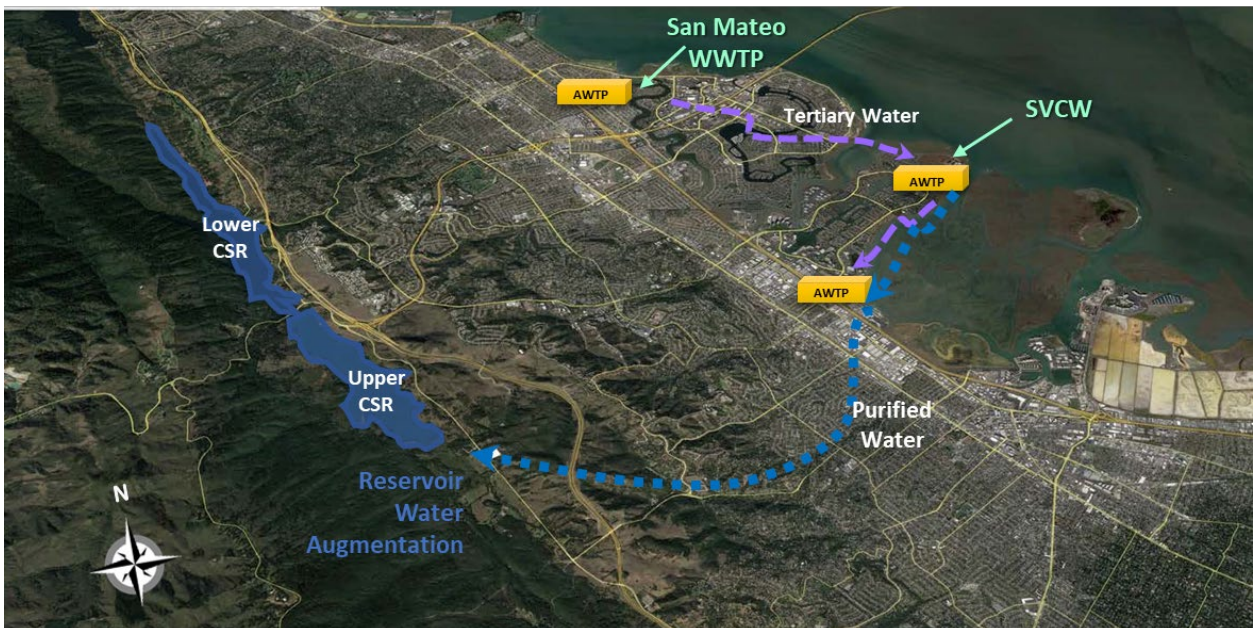 San Mateo
WWTP
AWTP
Tertiary Water
SVCW
AWTP
Lower
CSR
AWTP
Upper
CSR
Purified
Water
Reservoir
Water
Augmentation
N